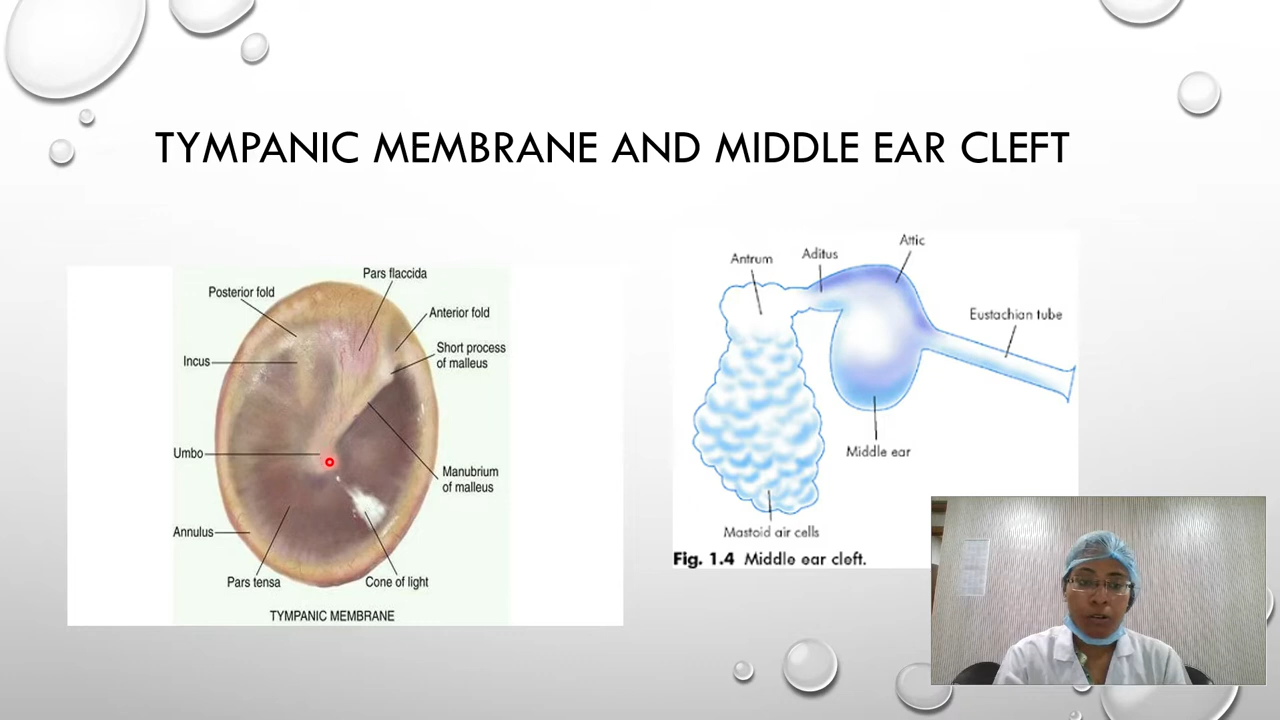 TYMPANIC MEMBRANE AND MIDDLE EAR CLEFT
Pars flaccida
Posterior fold
Anterior fold
Short process
of malleus
Incus
Umbo
Manubrium
of malleus
Annulus
Pars tensa
Cone of light
TYMPANIC MEMBRANE
Attic
Aditus
Antrum
Eustachian tube
Middle ear
Mastoid air cells
Fig. 1.4 Middle ear cleft.